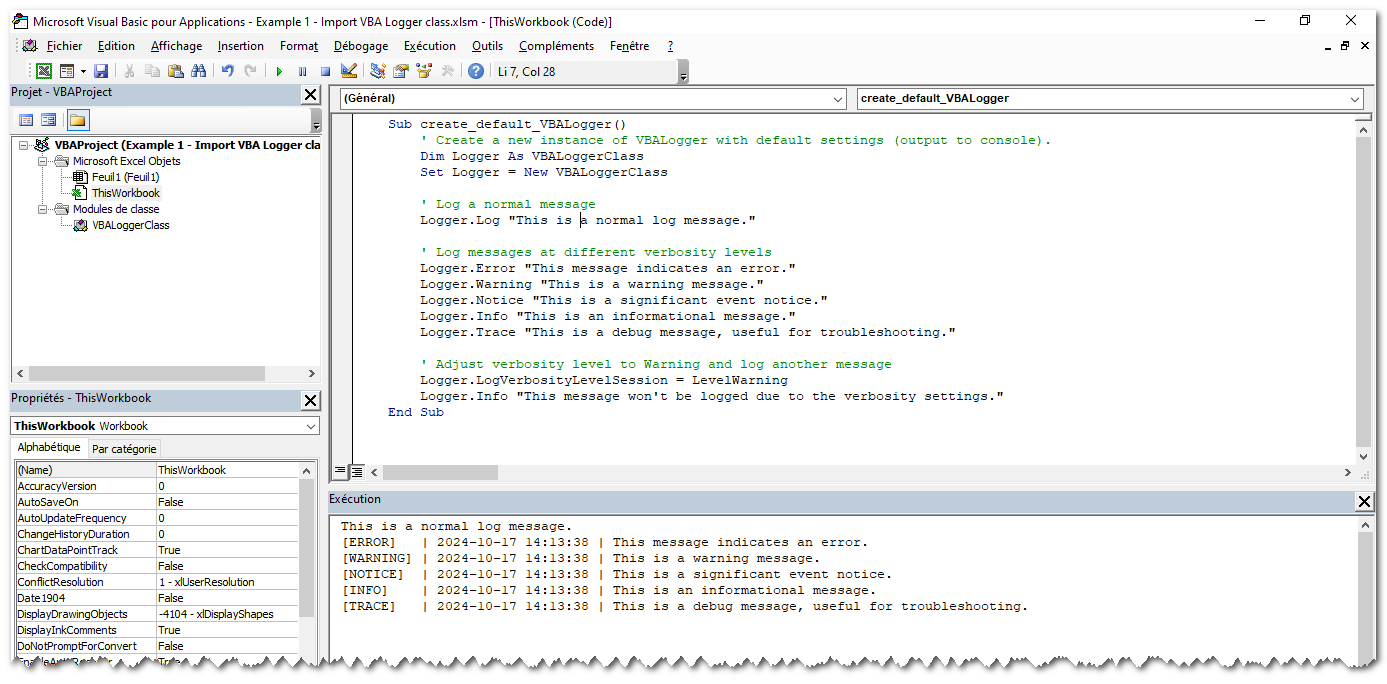 Microsoft Visual Basic pour Applications - Example 1 - Import VBA Logger class.xlsm - [ThisWorkbook (Code)]
Fichier Edition Affichage Insertion Format Débogage Exécution Outils Compléments Fenêtre ?
Li 7, Col 28
Projet - VBAProject
VBAProject (Example 1 - Import VBA Logger cla
Microsoft Excel Objets
Feuil1 (Feuil1)
ThisWorkbook
Modules de classe
VBALoggerClass
Propriétés - ThisWorkbook
ThisWorkbook Workbook
Alphabétique Par catégorie
(Name) ThisWorkbook
AccuracyVersion 0
AutoSaveOn False
AutoUpdateFrequency 0
ChangeHistoryDuration 0
ChartDataPointTrack True
CheckCompatibility False
ConflictResolution 1 - xlUserResolution
Date1904 False
DisplayDrawingObjects -4104 - xlDisplayShapes
DisplayInkComments True
DoNotPromptForConvert False
(Général) create_default_VBALogger
Sub create_default_VBALogger()
' Create a new instance of VBALogger with default settings (output to console).
Dim Logger As VBALoggerClass
Set Logger = New VBALoggerClass
' Log a normal message
Logger.Log "This is a normal log message."
' Log messages at different verbosity levels
Logger.Error "This message indicates an error."
Logger.Warning "This is a warning message."
Logger.Notice "This is a significant event notice."
Logger.Info "This is an informational message."
Logger.Trace "This is a debug message, useful for troubleshooting."
' Adjust verbosity level to Warning and log another message
Logger.LogVerbosityLevelSession = LevelWarning
Logger.Info "This message won't be logged due to the verbosity settings."
End Sub
Exécution
This is a normal log message.
[ERROR] | 2024-10-17 14:13:38 | This message indicates an error.
[WARNING] | 2024-10-17 14:13:38 | This is a warning message.
[NOTICE] | 2024-10-17 14:13:38 | This is a significant event notice.
[INFO] | 2024-10-17 14:13:38 | This is an informational message.
[TRACE] | 2024-10-17 14:13:38 | This is a debug message, useful for troubleshooting.